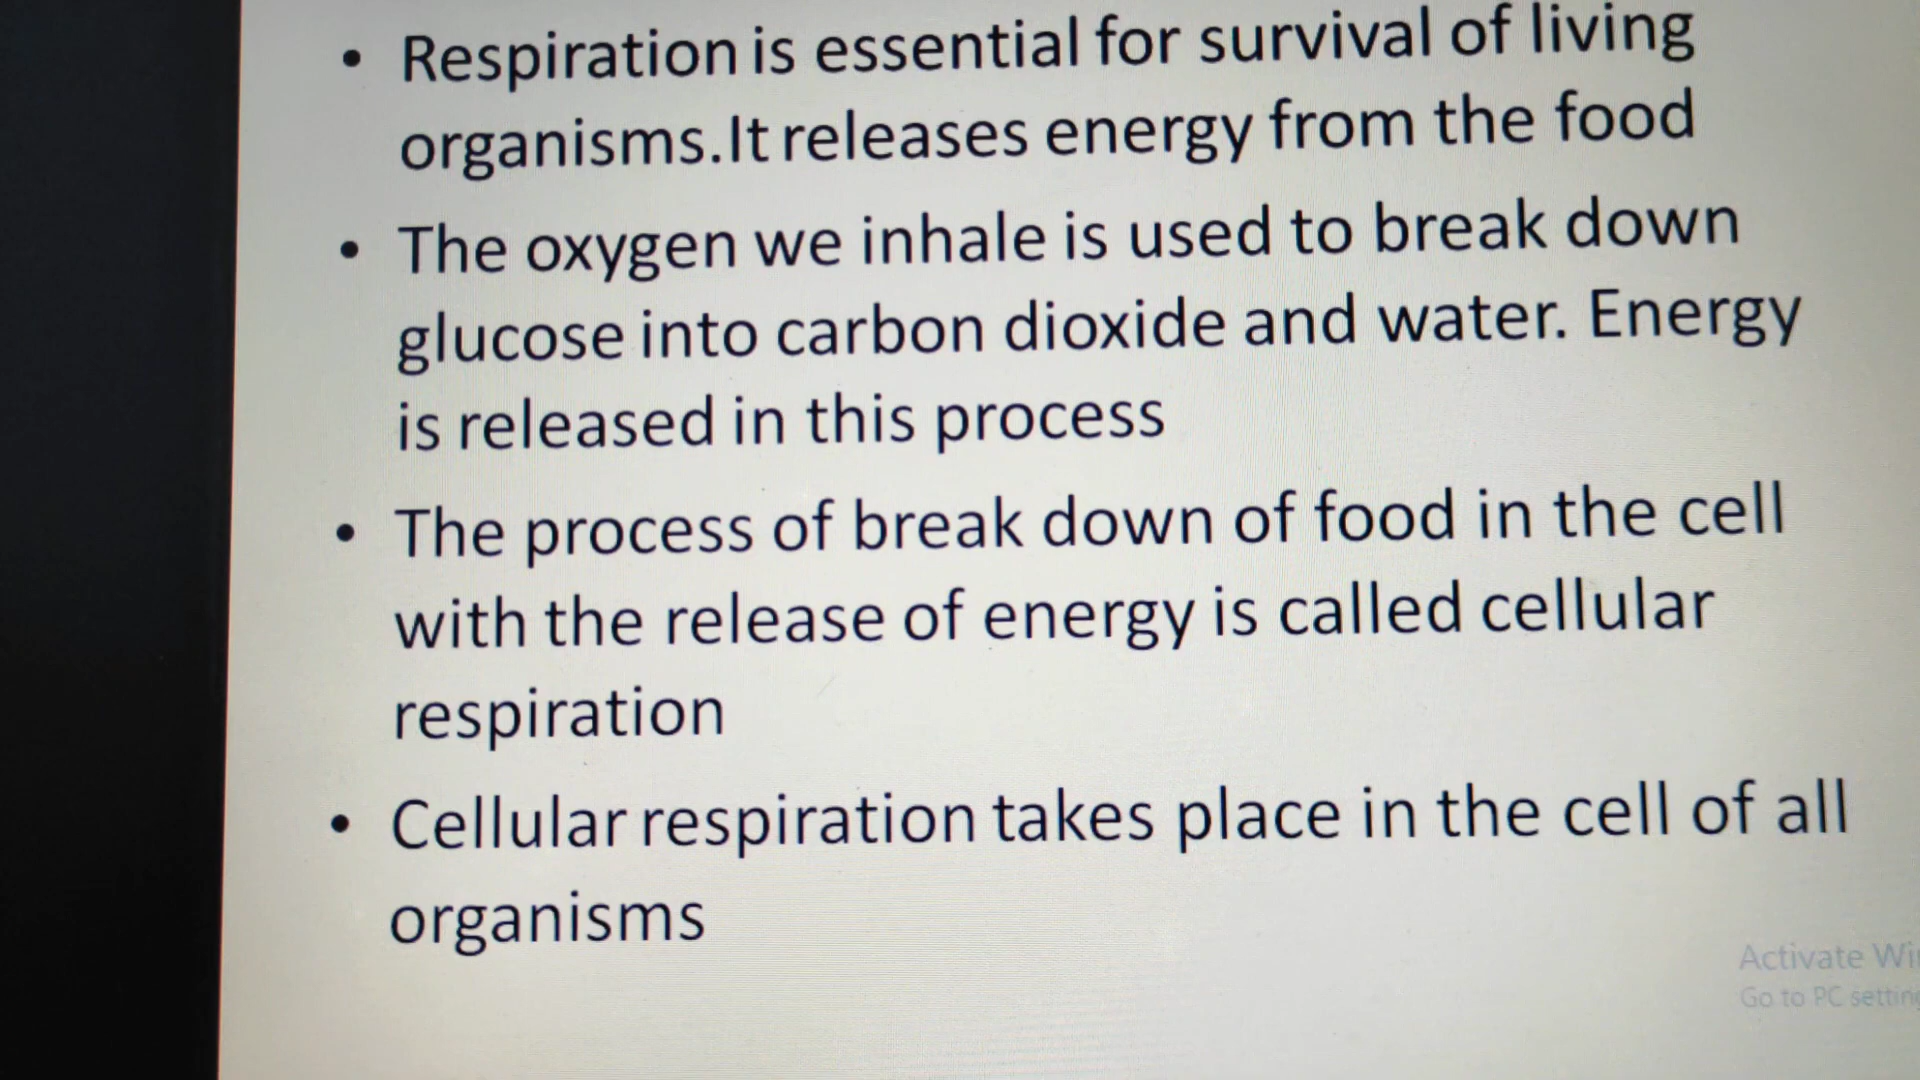 • Respiration is essential for survival of living
organisms.It releases energy from the food
• The oxygen we inhale is used to break down
glucose into carbon dioxide and water. Energy
is released in this process
• The process of break down of food in the cell
with the release of energy is called cellular
respiration
• Cellular respiration takes place in the cell of all
organisms
Activate
Go to PC